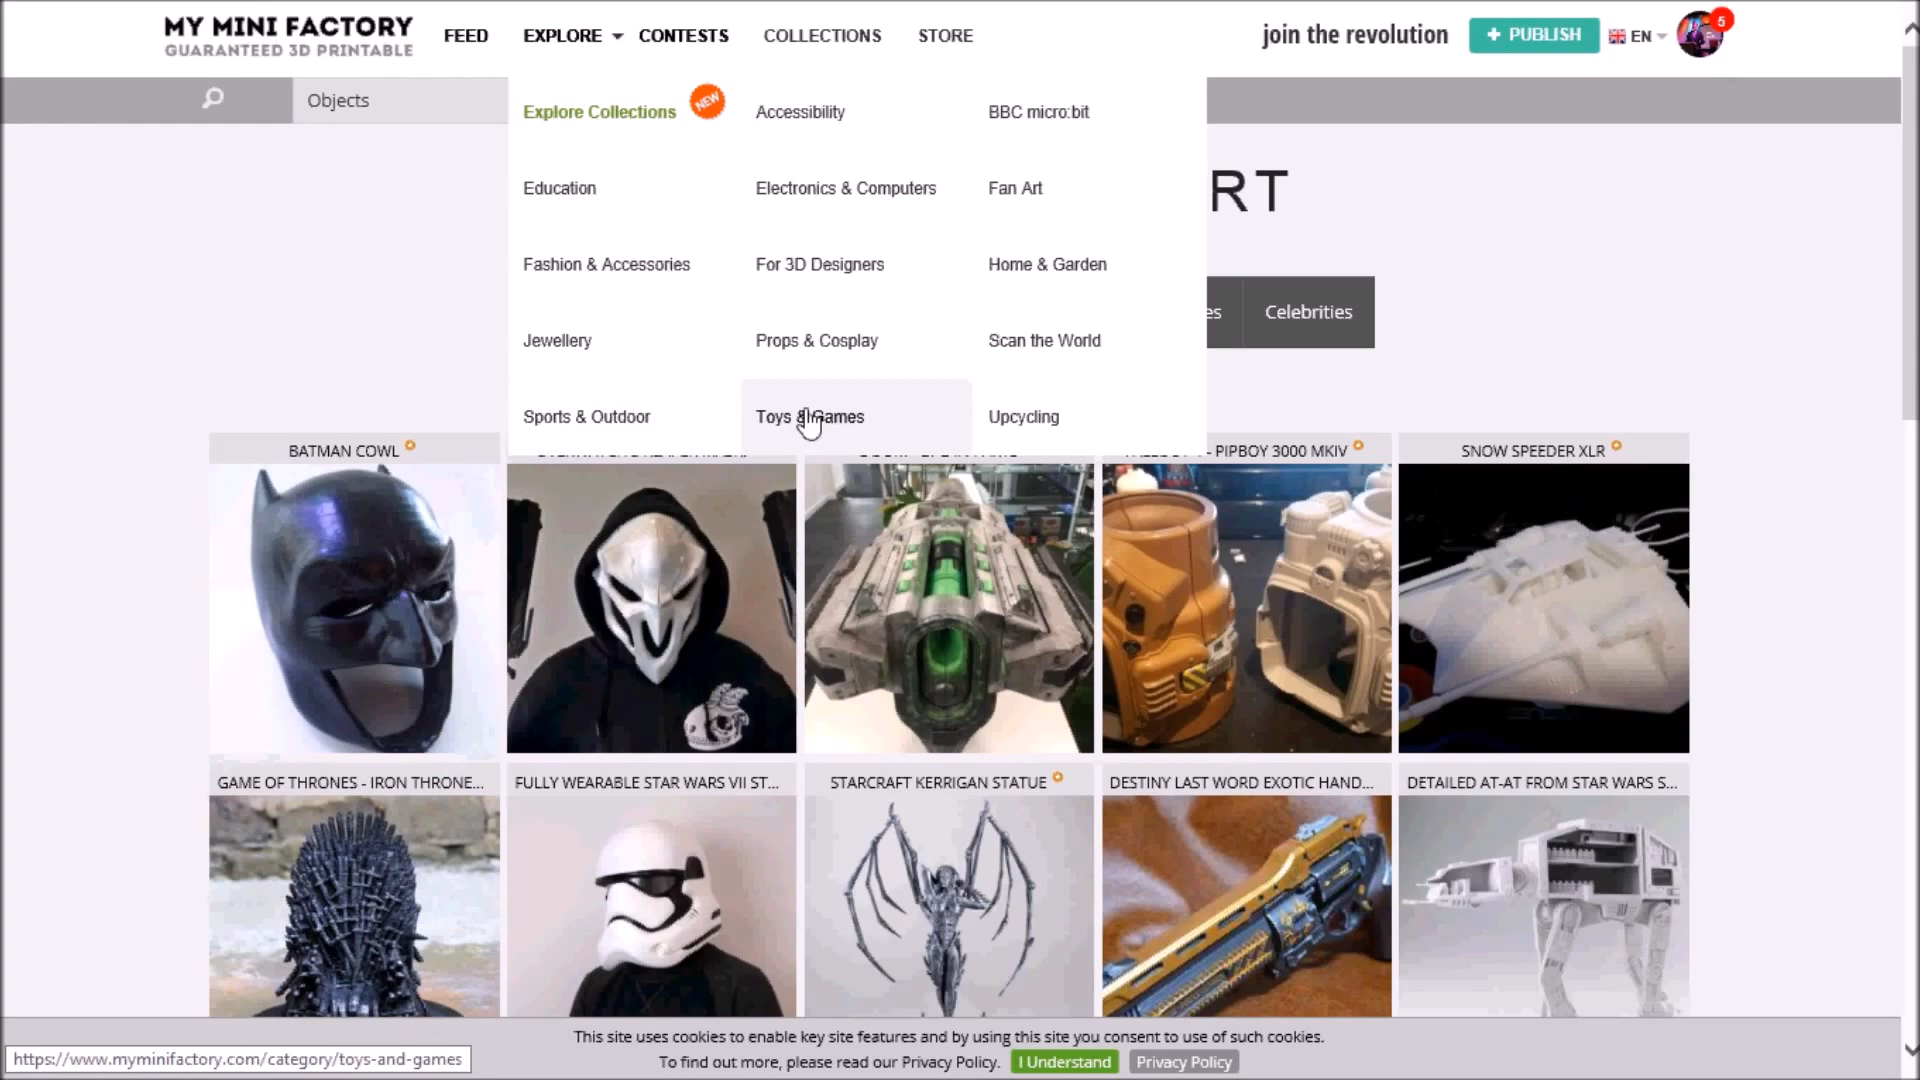 MY MINI FACTORY
GUARANTEED 3D PRINTABLE
FEED
EXPLORE
CONTESTS
COLLECTIONS
STORE
join the revolution
+ PUBLISH
EN
5
Objects
Explore Collections
NEW
Accessibility
BBC micro:bit
Education
Electronics & Computers
Fan Art
RT
Fashion & Accessories
For 3D Designers
Home & Garden
es
Celebrities
Jewellery
Props & Cosplay
Scan the World
Sports & Outdoor
Toys & Games
Upcycling
BATMAN COWL
- PIPBOY 3000 MKIV
SNOW SPEEDER XLR
GAME OF THRONES - IRON THRONE...
FULLY WEARABLE STAR WARS VII ST...
STARCRAFT KERRIGAN STATUE
DESTINY LAST WORD EXOTIC HAND...
DETAILED AT-AT FROM STAR WARS S...
This site uses cookies to enable key site features and by using this site you consent to use of such cookies.
To find out more, please read our Privacy Policy.
I Understand
Privacy Policy
https://www.myminifactory.com/category/toys-and-games